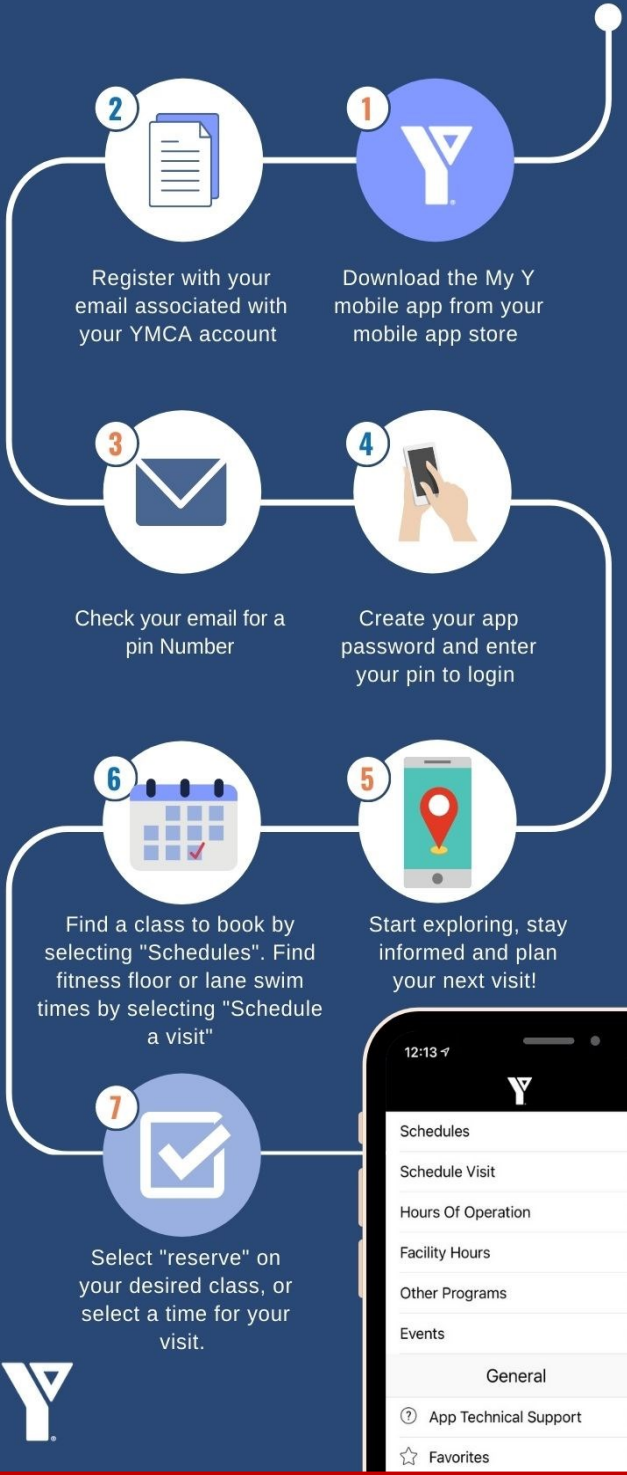 1
Download the My Y
mobile app from your
mobile app store
2
Register with your
email associated with
your YMCA account
3
Check your email for a
pin Number
4
Create your app
password and enter
your pin to login
5
Start exploring, stay
informed and plan
your next visit!
6
Find a class to book by
selecting "Schedules". Find
fitness floor or lane swim
times by selecting "Schedule
a visit"
7
Select "reserve" on
your desired class, or
select a time for your
visit.
12:13
Schedules
Schedule Visit
Hours Of Operation
Facility Hours
Other Programs
Events
General
App Technical Support
Favorites